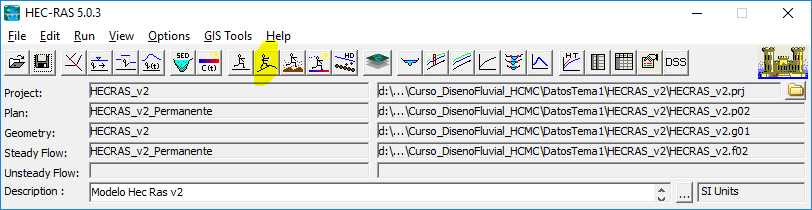 HEC-RAS 5.0.3
File Edit Run View Options GIS Tools Help
SED C(t) HD H.T. DSS
Project: HECRAS_v2 d:\...\Curso_DisenoFluvial_HCMC\DatosTema1\HECRAS_v2\HECRAS_v2.prj
Plan: HECRAS_v2_Permanente d:\...\Curso_DisenoFluvial_HCMC\DatosTema1\HECRAS_v2\HECRAS_v2.p02
Geometry: HECRAS_v2 d:\...\Curso_DisenoFluvial_HCMC\DatosTema1\HECRAS_v2\HECRAS_v2.g01
Steady Flow: HECRAS_v2_Permanente d:\...\Curso_DisenoFluvial_HCMC\DatosTema1\HECRAS_v2\HECRAS_v2.f02
Unsteady Flow:
Description : Modelo Hec Ras v2 ... SI Units